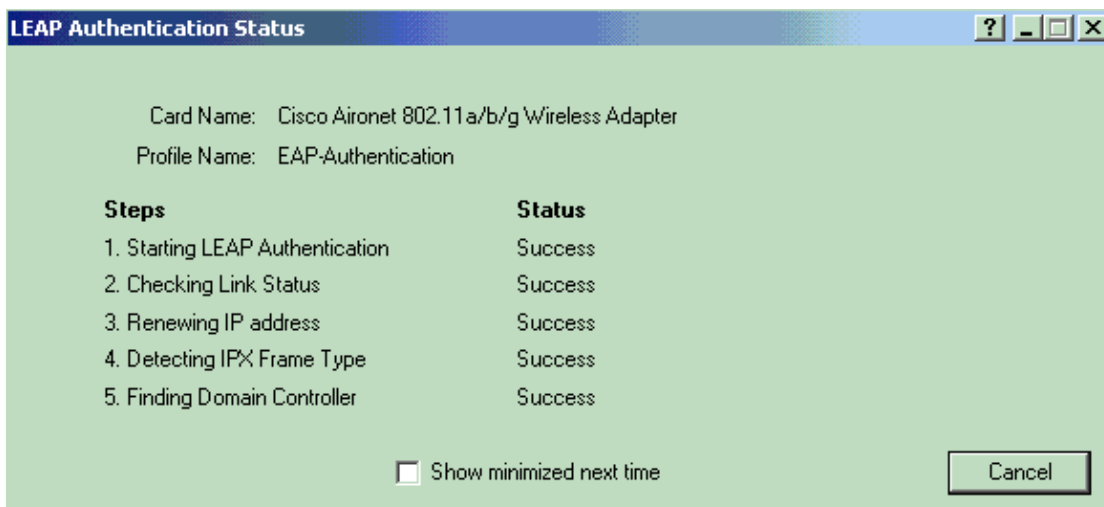 LEAP Authentication Status
Card Name: Cisco Aironet 802.11a/b/g Wireless Adapter
Profile Name: EAP-Authentication
Steps Status
1. Starting LEAP Authentication Success
2. Checking Link Status Success
3. Renewing IP address Success
4. Detecting IPX Frame Type Success
5. Finding Domain Controller Success
Show minimized next time
Cancel